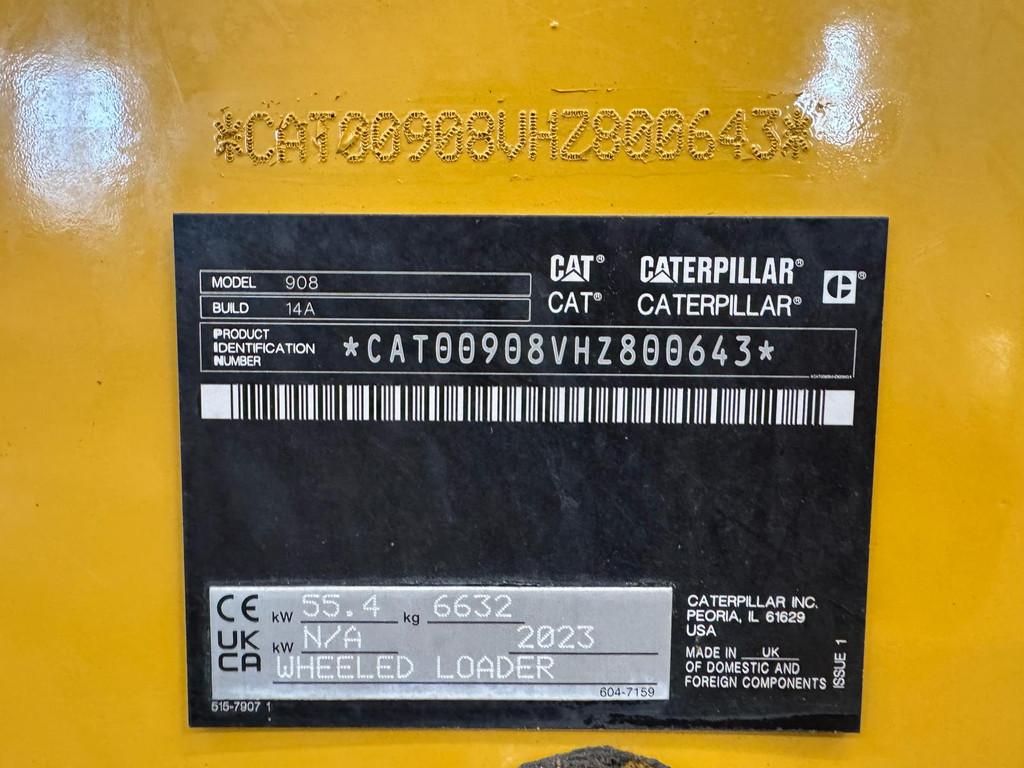 *CAT00908VHZ800643*
CAT® CATERPILLAR®
CAT® CATERPILLAR®
MODEL 908
BUILD 14A
PRODUCT IDENTIFICATION NUMBER *CAT00908VHZ800643*
CE kW 55.4 kg 6632
UK CA kW N/A 2023
WHEELED LOADER
604-7159
515-7907 1
CATERPILLAR INC.
PEORIA, IL 61629
USA
MADE IN UK
OF DOMESTIC AND
FOREIGN COMPONENTS
ISSUE 1